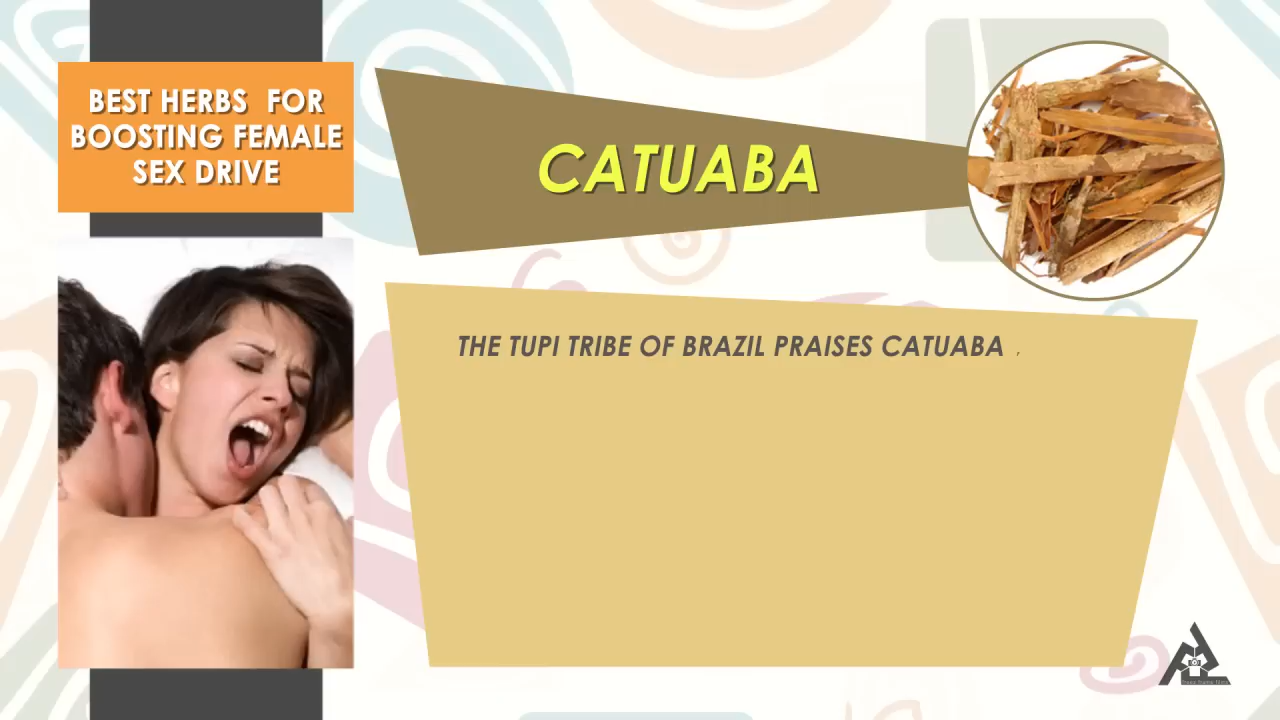 BEST HERBS FOR
BOOSTING FEMALE
SEX DRIVE
CATUABA
THE TUPI TRIBE OF BRAZIL PRAISES CATUABA ,